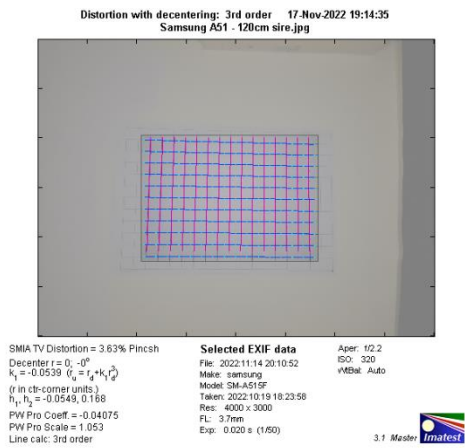 Distortion with decentering: 3rd order 17-Nov-2022 19:14:35
Samsung A51 - 120cm sire.jpg
SMIA TV Distortion = 3.63% Pincsh
Decenter r = 0; -0°
k₁ = -0.0539 (rᵤ = r_d+k₁r_d³)
(r in ctr-corner units.)
h₁, h₂ = -0.0549, 0.168
PW Pro Coeff. = -0.04075
PW Pro Scale = 1.053
Line calc: 3rd order
Selected EXIF data
File: 2022:11:14 20:10:52
Make: samsung
Model: SM-A515F
Taken: 2022:10:19 18:23:58
Res: 4000 x 3000
FL: 3.7mm
Exp: 0.020 s (1/50)
Aper: f/2.2
ISO: 320
WtBal: Auto
3.1 Master Imatest